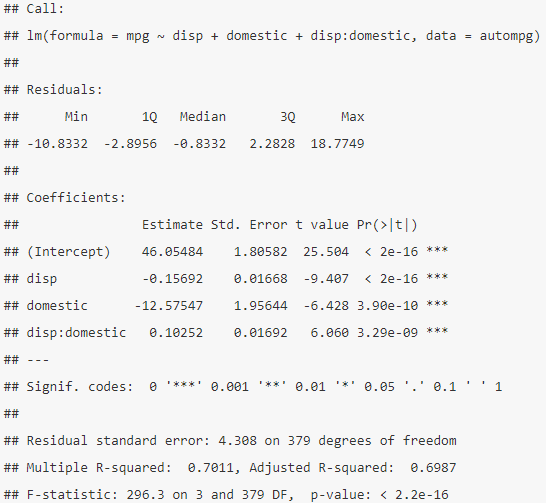 ## Call:
## lm(formula = mpg ~ disp + domestic + disp:domestic, data = autompg)
##
## Residuals:
##      Min       1Q   Median       3Q      Max
## -10.8332  -2.8956  -0.8332   2.2828  18.7749
##
## Coefficients:
##               Estimate Std. Error t value Pr(>|t|)
## (Intercept)   46.05484    1.80582  25.504  < 2e-16 ***
## disp          -0.15692    0.01668  -9.407  < 2e-16 ***
## domestic     -12.57547    1.95644  -6.428 3.90e-10 ***
## disp:domestic  0.10252    0.01692   6.060 3.29e-09 ***
## ---
## Signif. codes:  0 '***' 0.001 '**' 0.01 '*' 0.05 '.' 0.1 ' ' 1
##
## Residual standard error: 4.308 on 379 degrees of freedom
## Multiple R-squared:  0.7011, Adjusted R-squared:  0.6987
## F-statistic: 296.3 on 3 and 379 DF,  p-value: < 2.2e-16